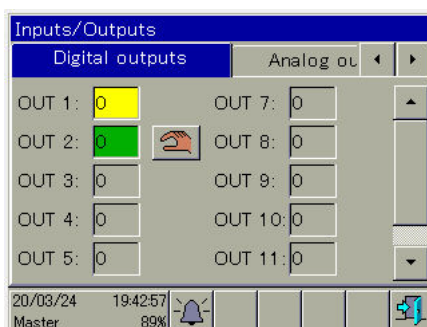 Inputs/Outputs
Digital outputs Analog ou
OUT 1: 0 OUT 7: 0
OUT 2: 0 OUT 8: 0
OUT 3: 0 OUT 9: 0
OUT 4: 0 OUT 10: 0
OUT 5: 0 OUT 11: 0
20/03/24 19:42:57
Master 89%